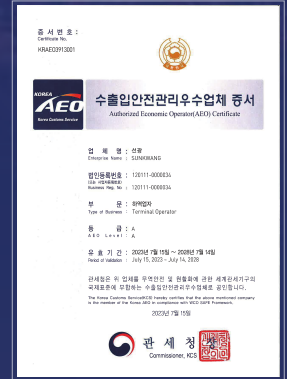 증 서 번 호 :
Certificate No.
KRAEO3913001
KOREA
AEO
Korea Customs Service
수출입안전관리우수업체 증서
Authorized Economic Operator(AEO) Certificate
업 체 명 : 선광
Enterprise Name : SUNKWANG
법인등록번호 : 120111-0000034
(또는 사업자등록번호)
Business Reg. No : 120111-0000034
부 문 : 하역업자
Type of Business : Terminal Operator
등 급 : A
AEO Level : A
유 효 기 간 : 2023년 7월 15일 ~ 2028년 7월 14일
Period of Validation : July 15, 2023 ~ July 14, 2028
관세청은 위 업체를 무역안전 및 원활화에 관한 세계관세기구의
국제표준에 부합하는 수출입안전관리우수업체로 공인합니다.
The Korea Customs Service(KCS) hereby certifies that the above mentioned company
is the member of the Korea AEO in compliance with WCO SAFE Framework.
2023년 7월 15일
관 세 청 장
Commissioner, KCS